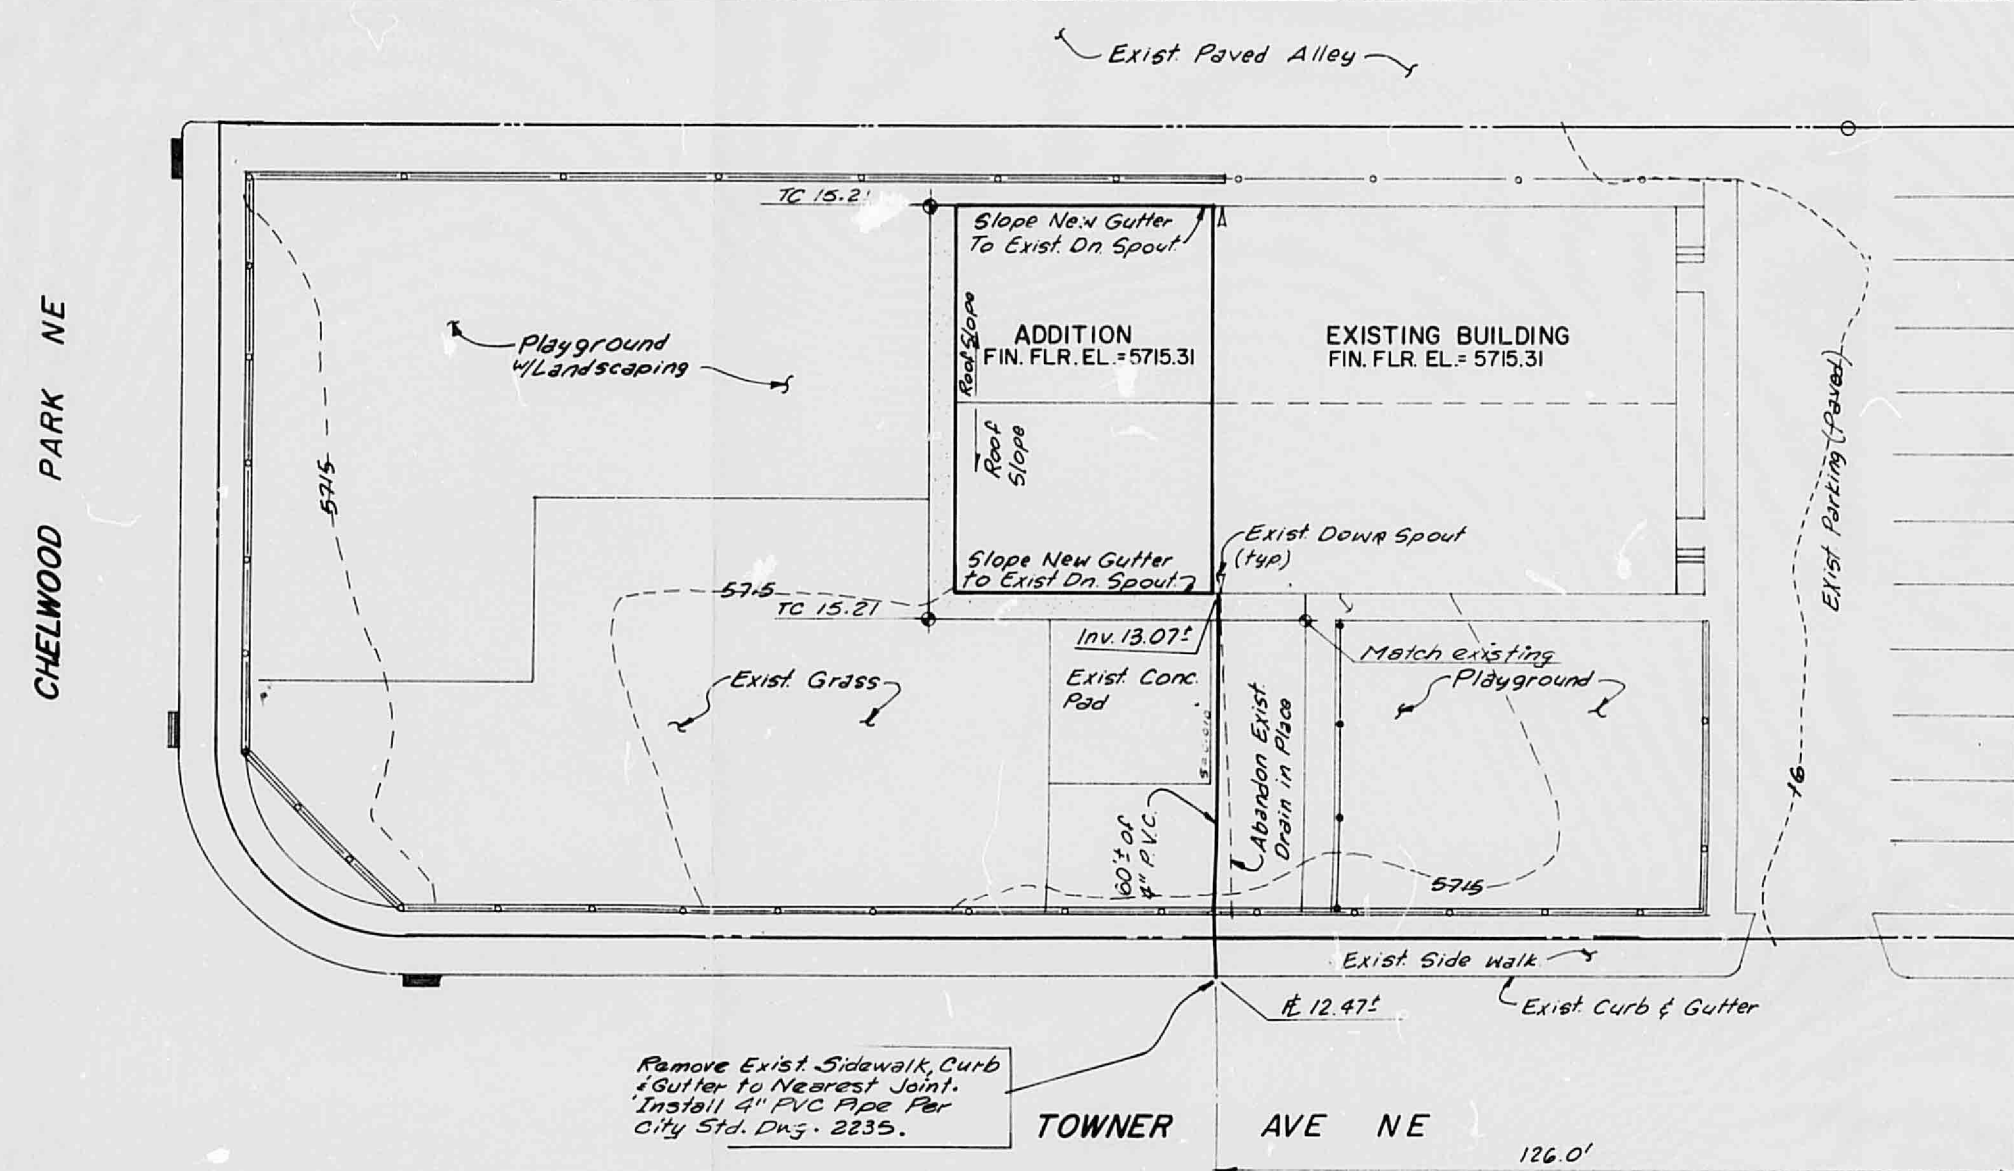 Exist. Paved Alley
TC 15.2
Slope New Gutter
To Exist. Dn. Spout
CHELWOOD PARK NE
Roof Slope
ADDITION
FIN. FLR. EL.=5715.31
EXISTING BUILDING
FIN. FLR. EL.= 5715.31
Playground
w/Landscaping
Exist. Parking (Paved)
Roof
Slope
5715
Slope New Gutter
to Exist Dn. Spout
Exist. Down Spout
(typ.)
5715
TC 15.21
Inv. 13.07±
Match existing
Exist. Grass
Exist. Conc.
Pad
Playground
Abandon Exist.
Drain in Place
16
60'± of
4" P.V.C.
5715
Exist. Side walk
℄ 12.47±
Exist. Curb & Gutter
Remove Exist. Sidewalk, Curb
& Gutter to Nearest Joint.
Install 4" PVC Pipe Per
City Std. Dwg. 2235.
TOWNER AVE NE
126.0'